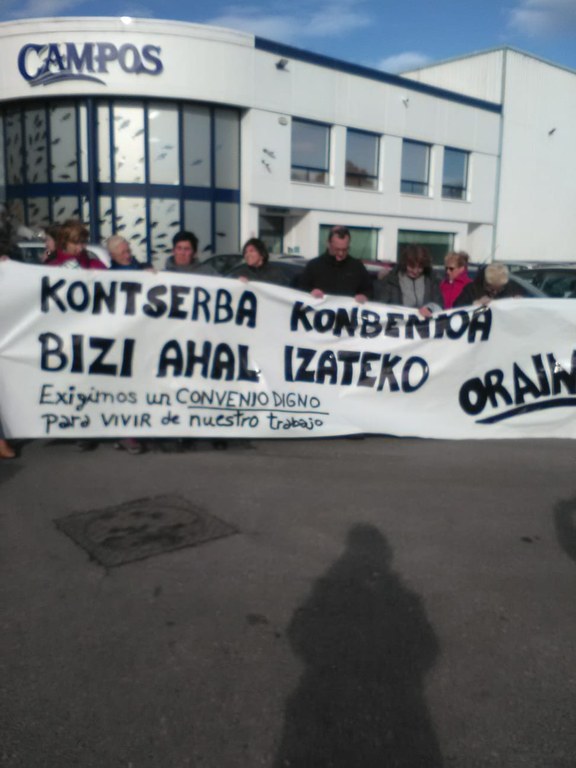 CAMPOS
KONTSERBA KONBENIOA
BIZI AHAL IZATEKO ORAIN
Exigimos un CONVENIO DIGNO
para VIVIR de nuestro trabajo